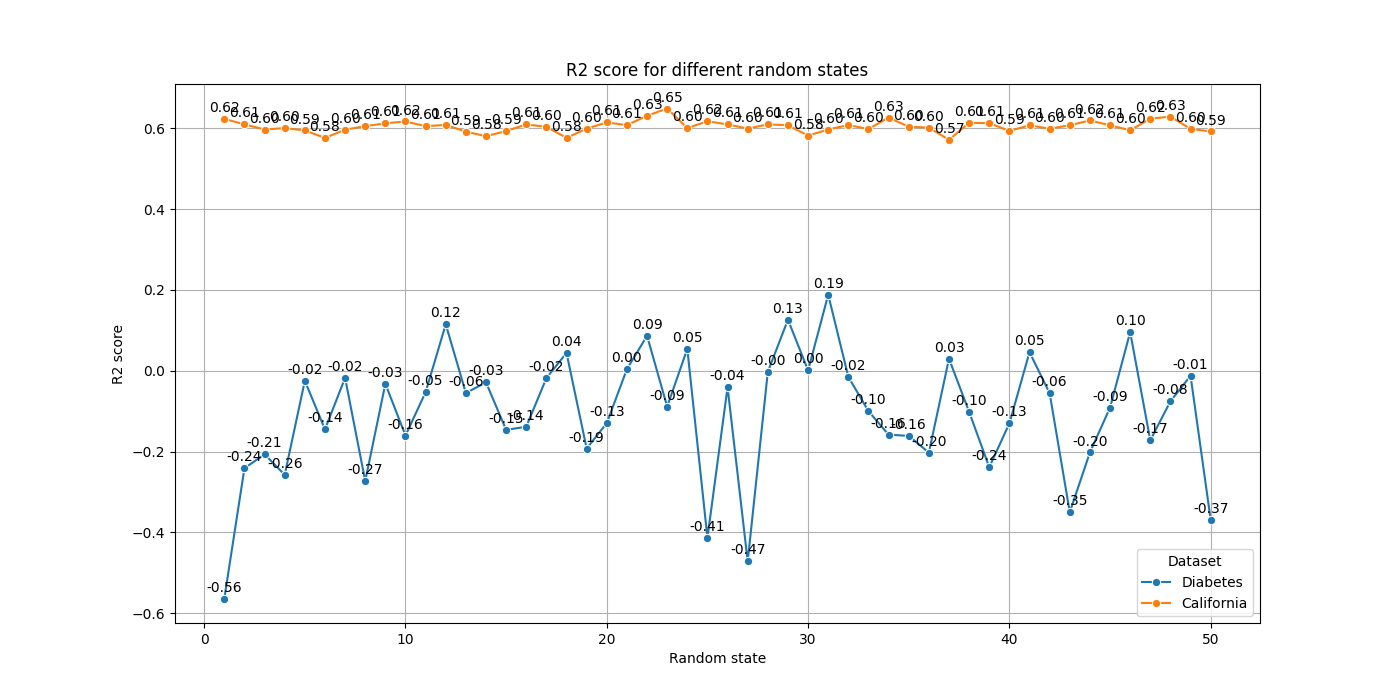 R2 score for different random states
R2 score
0.6
0.4
0.2
0.0
−0.2
−0.4
−0.6
0.62 0.61 0.60 0.60 0.59 0.58 0.60 0.61 0.61 0.62 0.61 0.61 0.59 0.58 0.59 0.61 0.60 0.58 0.60 0.61 0.61 0.63 0.65 0.60 0.62 0.61 0.60 0.61 0.61 0.58 0.60 0.61 0.60 0.63 0.60 0.60 0.57 0.61 0.61 0.59 0.61 0.60 0.61 0.62 0.61 0.60 0.62 0.63 0.60 0.59
-0.56 -0.24 -0.21 -0.26 -0.02 -0.14 -0.02 -0.27 -0.03 -0.16 -0.05 0.12 -0.06 -0.03 -0.15 -0.14 -0.02 0.04 -0.19 -0.13 0.00 0.09 -0.09 0.05 -0.41 -0.04 -0.47 -0.00 0.13 0.00 0.19 -0.02 -0.10 -0.16 -0.16 -0.20 0.03 -0.10 -0.24 -0.13 0.05 -0.06 -0.35 -0.20 -0.09 0.10 -0.17 -0.08 -0.01 -0.37
Dataset
Diabetes
California
0 10 20 30 40 50
Random state